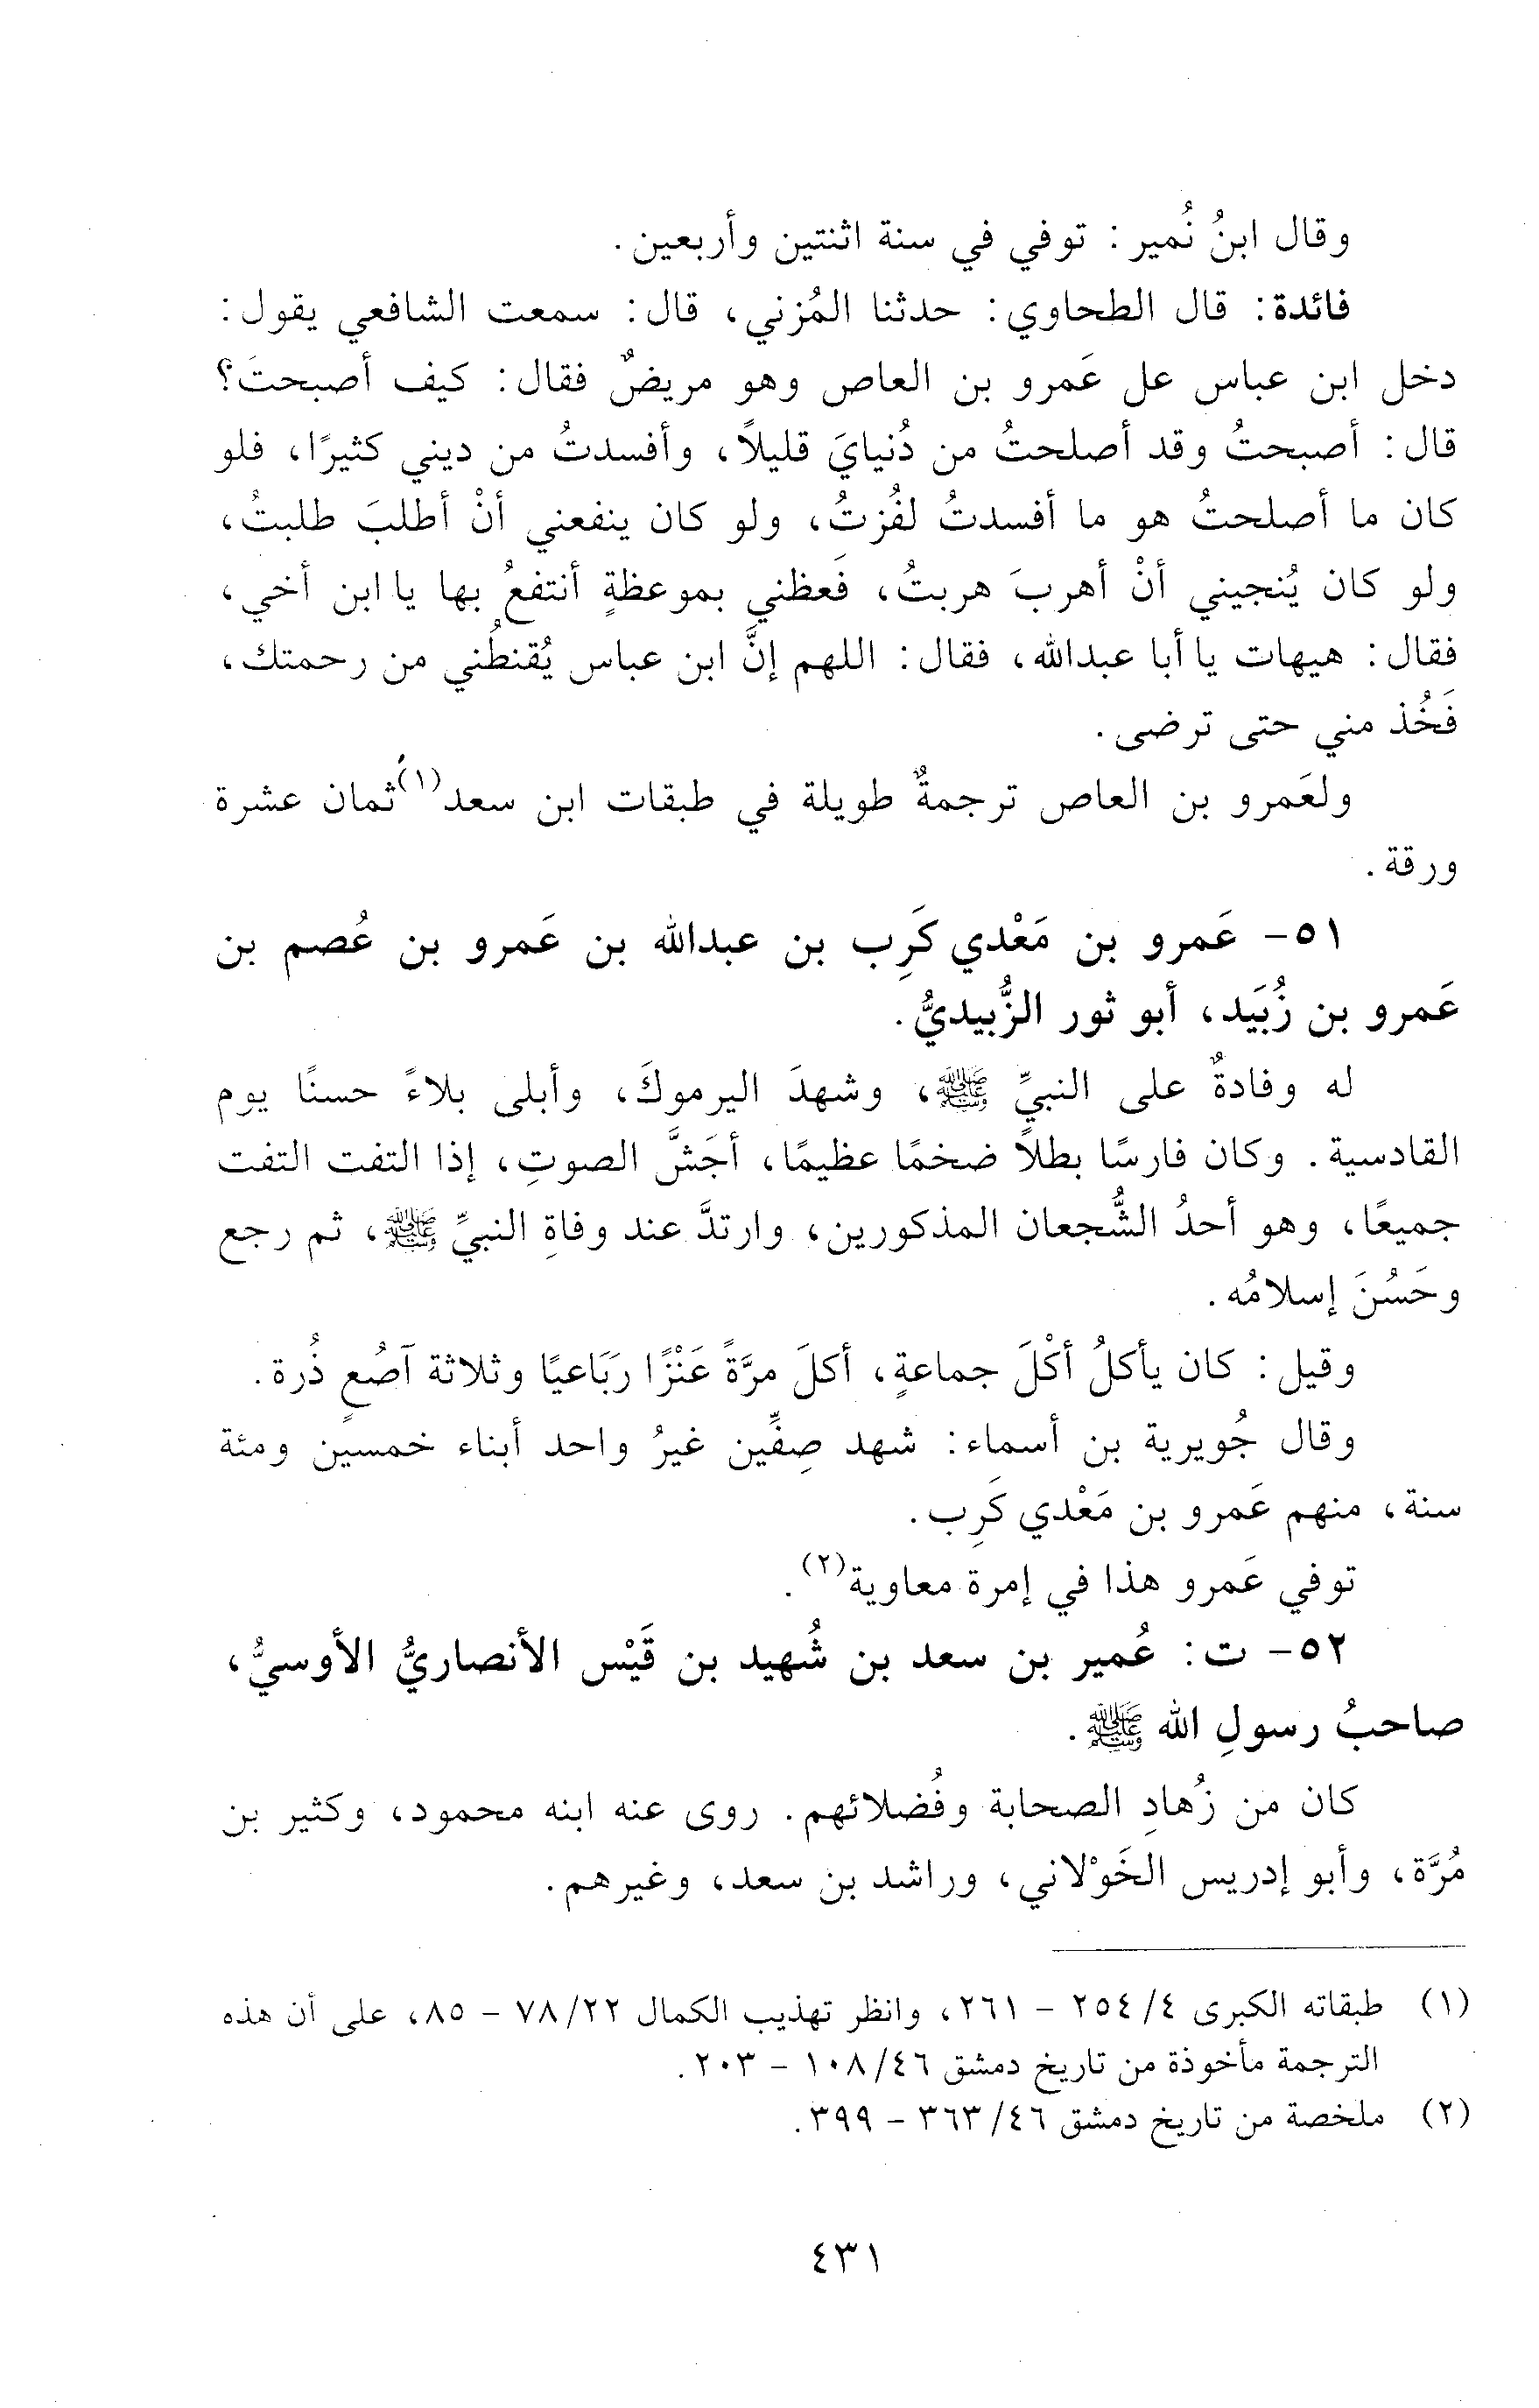 وقال ابنُ نُمير: توفي في سنة اثنتين وأربعين.
فائدة: قال الطحاوي: حدثنا المُزني، قال: سمعت الشافعي يقول:
دخل ابن عباس عل عَمرو بن العاص وهو مريضٌ فقال: كيف أصبحتَ؟
قال: أصبحتُ وقد أصلحتُ من دُنيايَ قليلاً، وأفسدتُ من ديني كثيرًا، فلو
كان ما أصلحتُ هو ما أفسدتُ لفُزتُ، ولو كان ينفعني أنْ أطلبَ طلبتُ،
ولو كان يُنجيني أنْ أهربَ هربتُ، فَعظني بموعظةٍ أنتفعُ بها يا ابن أخي،
فقال: هيهات يا أبا عبدالله، فقال: اللهم إنَّ ابن عباس يُقنطُني من رحمتك،
فَخُذ مني حتى ترضى.
ولعَمرو بن العاص ترجمةٌ طويلة في طبقات ابن سعد(١) ثمان عشرة
ورقة.
٥١- عَمرو بن مَعْدي كَرِب بن عبدالله بن عَمرو بن عُصم بن
عَمرو بن زُبَيد، أبو ثور الزُّبيديُّ.
له وفادةٌ على النبيِّ ﷺ، وشهدَ اليرموكَ، وأبلى بلاءً حسنًا يوم
القادسية. وكان فارسًا بطلاً ضخمًا عظيمًا، أجَشَّ الصوتِ، إذا التفت التفت
جميعًا، وهو أحدُ الشُّجعان المذكورين، وارتدَّ عند وفاةِ النبيِّ ﷺ، ثم رجع
وحَسُنَ إسلامُه.
وقيل: كان يأكلُ أكْلَ جماعةٍ، أكلَ مرَّةً عَنْزًا رَبَاعيًا وثلاثة آصُعٍ ذُرة.
وقال جُويرية بن أسماء: شهد صِفِّين غيرُ واحد أبناء خمسين ومئة
سنة، منهم عَمرو بن مَعْدي كَرِب.
توفي عَمرو هذا في إمرة معاوية(٢).
٥٢- ت: عُمير بن سعد بن شُهيد بن قَيْس الأنصاريُّ الأوسيُّ،
صاحبُ رسولِ الله ﷺ.
كان من زُهادِ الصحابة وفُضلائهم. روى عنه ابنه محمود، وكثير بن
مُرَّة، وأبو إدريس الخَوْلاني، وراشد بن سعد، وغيرهم.
(١) طبقاته الكبرى ٤/ ٢٥٤ - ٢٦١، وانظر تهذيب الكمال ٢٢/ ٧٨ - ٨٥، على أن هذه
الترجمة مأخوذة من تاريخ دمشق ٤٦/ ١٠٨ - ٢٠٣.
(٢) ملخصة من تاريخ دمشق ٤٦/ ٣٦٣ - ٣٩٩.
٤٣١